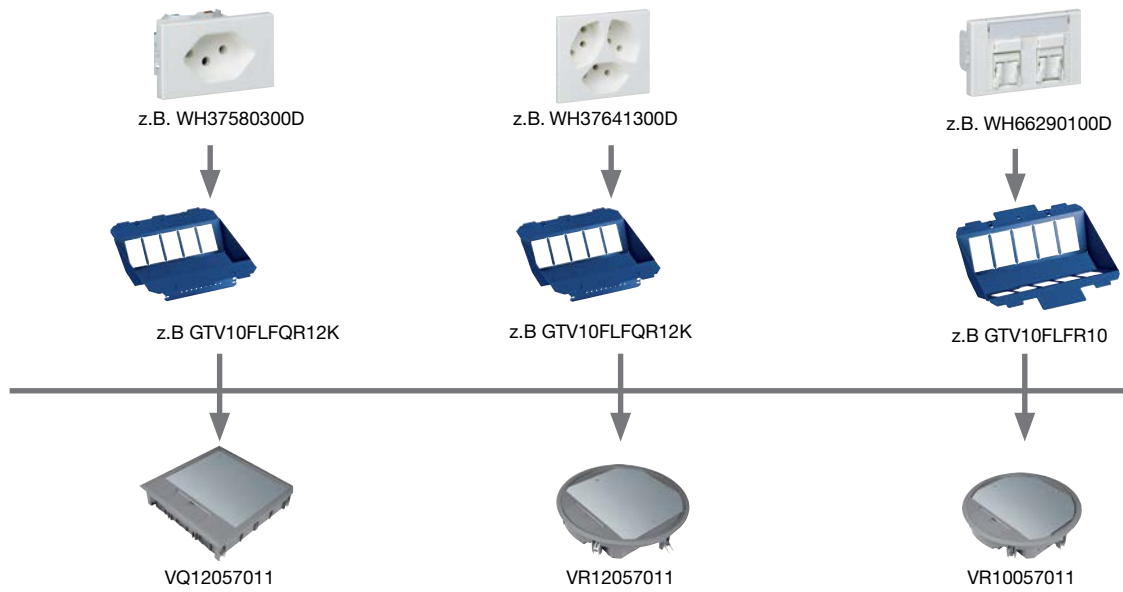 z.B. WH37580300D
z.B. WH37641300D
z.B. WH66290100D
z.B GTV10FLFQR12K
z.B GTV10FLFQR12K
z.B GTV10FLFR10
VQ12057011
VR12057011
VR10057011